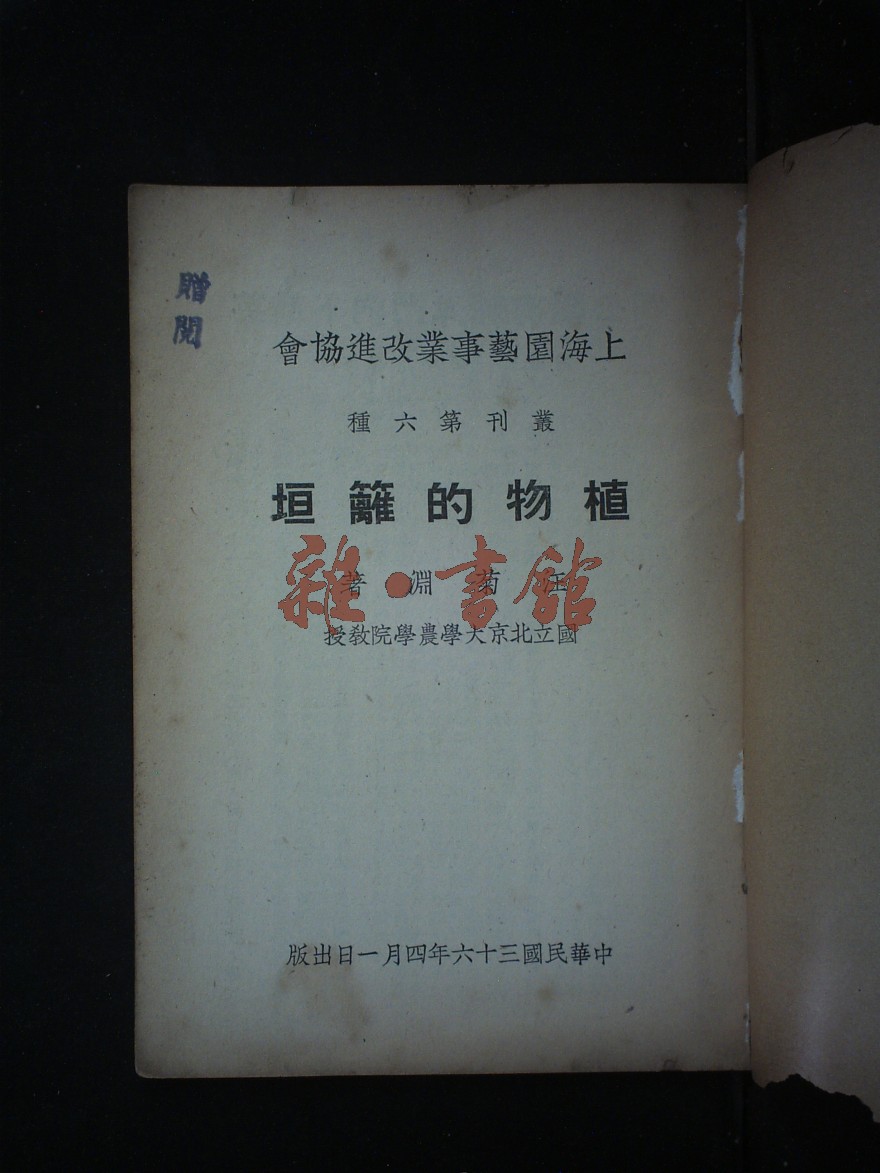 贈閱
上海園藝事業改進協會
叢刊第六種
植物的籬垣
汪菊淵著
國立北京大學農學院教授
雜·書館
中華民國三十六年四月一日出版